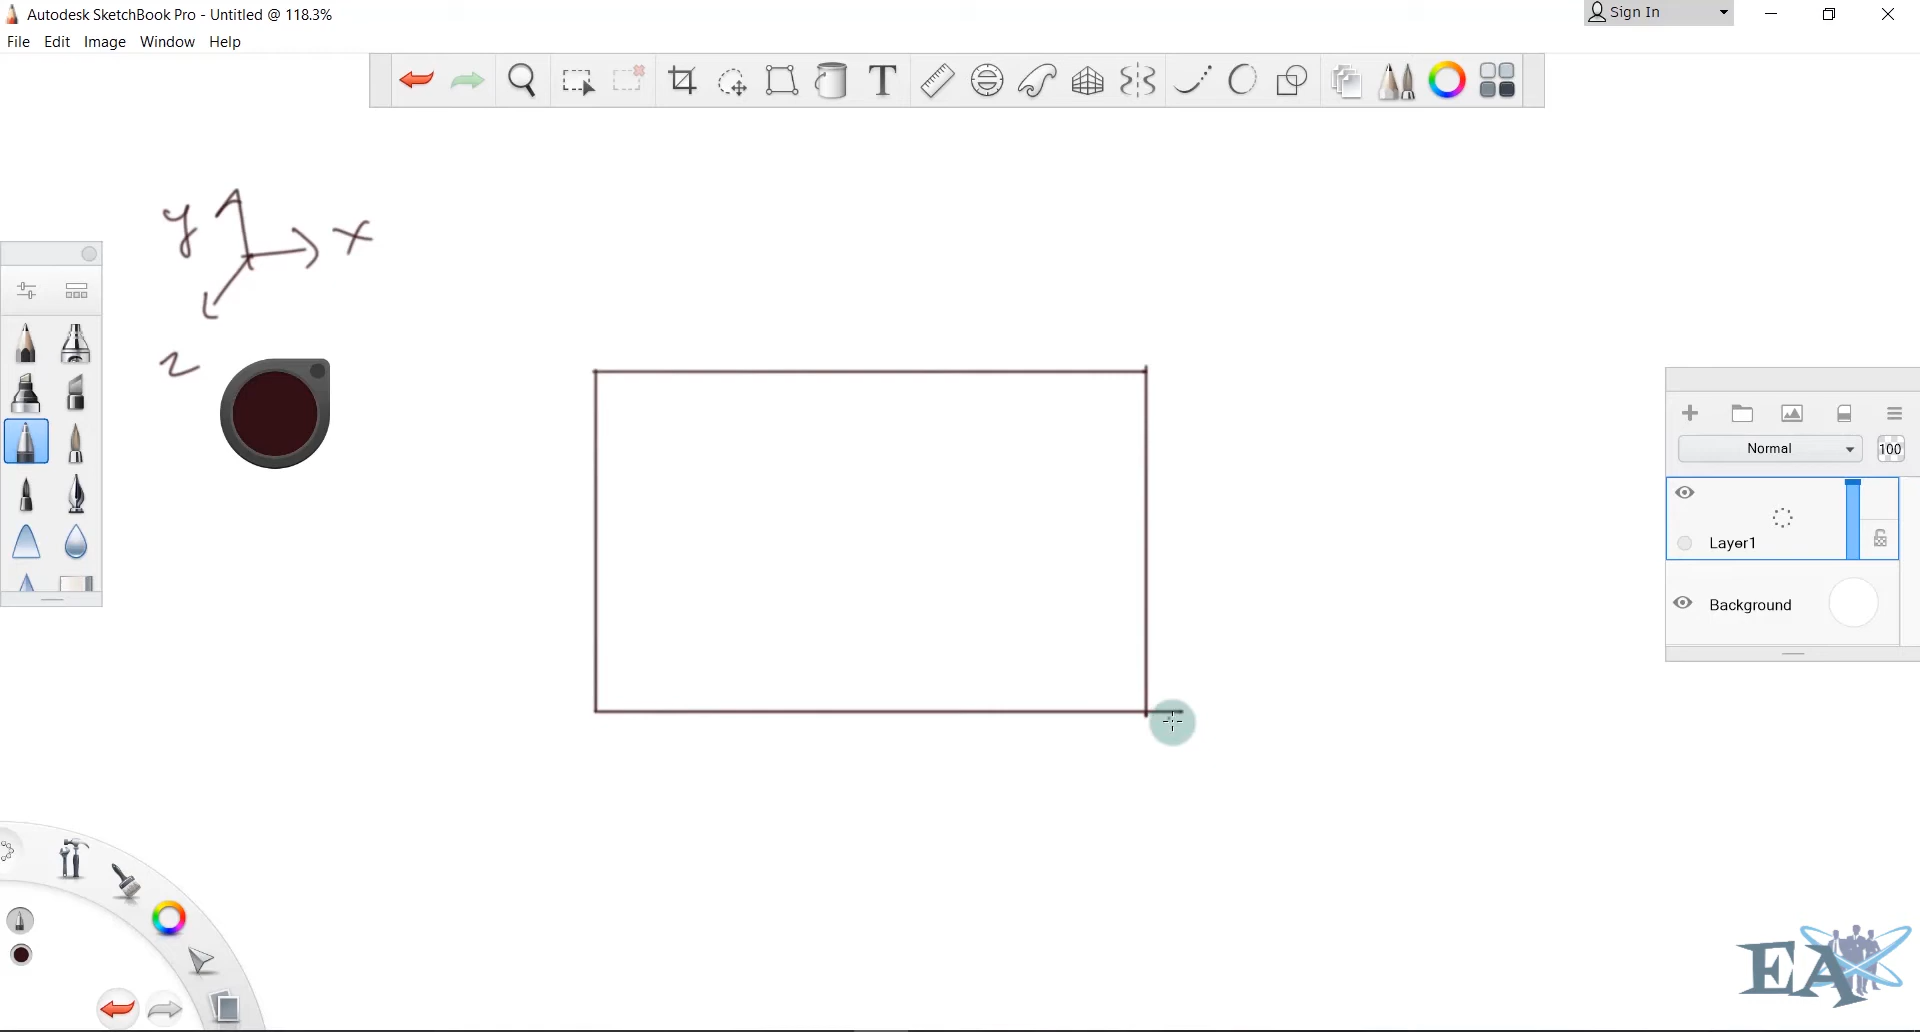 Autodesk SketchBook Pro - Untitled @ 118.3%
Sign In
File Edit Image Window Help
T
y
x
z
Normal
100
Layer1
Background
EA